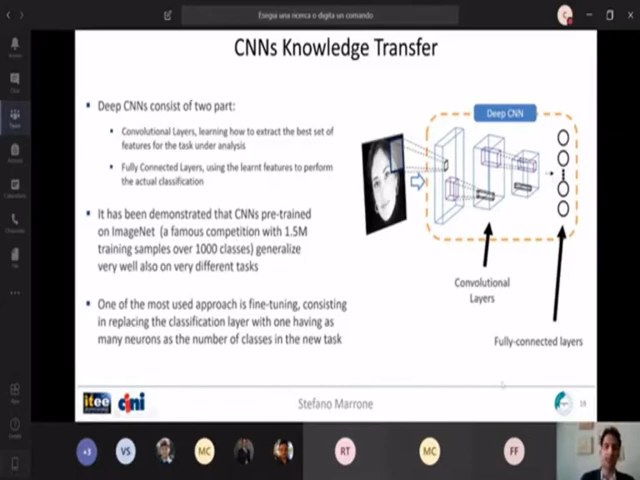 Esegui una ricerca o digita un comando
C
CNNs Knowledge Transfer
Deep CNNs consist of two part:
Convolutional Layers, learning how to extract the best set of
features for the task under analysis
Fully Connected Layers, using the learnt features to perform
the actual classification
It has been demonstrated that CNNs pre-trained
on ImageNet (a famous competition with 1.5M
training samples over 1000 classes) generalize
very well also on very different tasks
One of the most used approach is fine-tuning, consisting
in replacing the classification layer with one having as
many neurons as the number of classes in the new task
Deep CNN
Convolutional
Layers
Fully-connected layers
itee
cini
Stefano Marrone
18
+3
VS
MC
RT
MC
FF